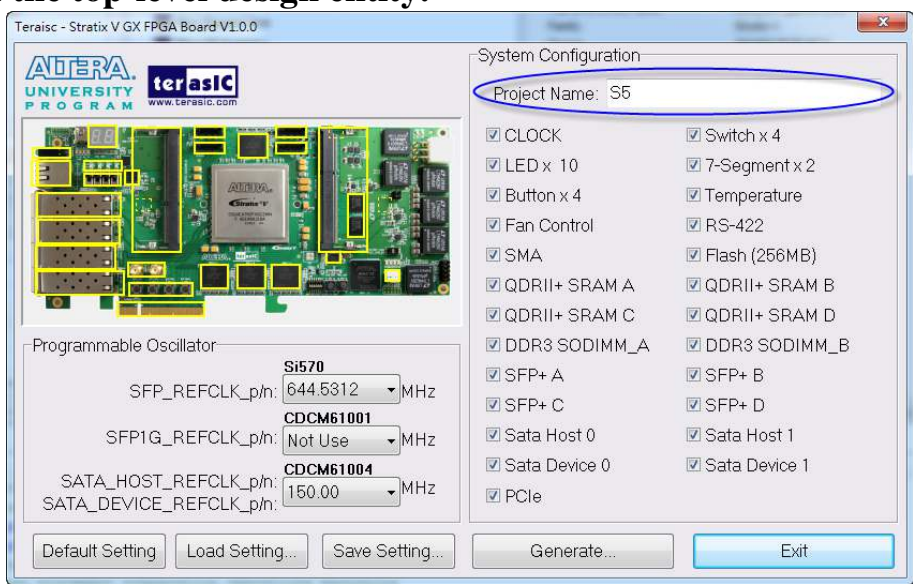 the top-level design entity.
Teraisc - Stratix V GX FPGA Board V1.0.0
ALTERA.
UNIVERSITY
PROGRAM
terasIC
www.terasic.com
System Configuration
Project Name: S5
CLOCK
Switch x 4
LED x 10
7-Segment x 2
Button x 4
Temperature
Fan Control
RS-422
SMA
Flash (256MB)
QDRII+ SRAM A
QDRII+ SRAM B
QDRII+ SRAM C
QDRII+ SRAM D
DDR3 SODIMM_A
DDR3 SODIMM_B
SFP+ A
SFP+ B
SFP+ C
SFP+ D
Sata Host 0
Sata Host 1
Sata Device 0
Sata Device 1
PCIe
ALTERA.
Stratix V
Programmable Oscillator
Si570
SFP_REFCLK_p/n: 644.5312 MHz
CDCM61001
SFP1G_REFCLK_p/n: Not Use MHz
CDCM61004
SATA_HOST_REFCLK_p/n:
SATA_DEVICE_REFCLK_p/n:
150.00 MHz
Default Setting
Load Setting...
Save Setting...
Generate...
Exit